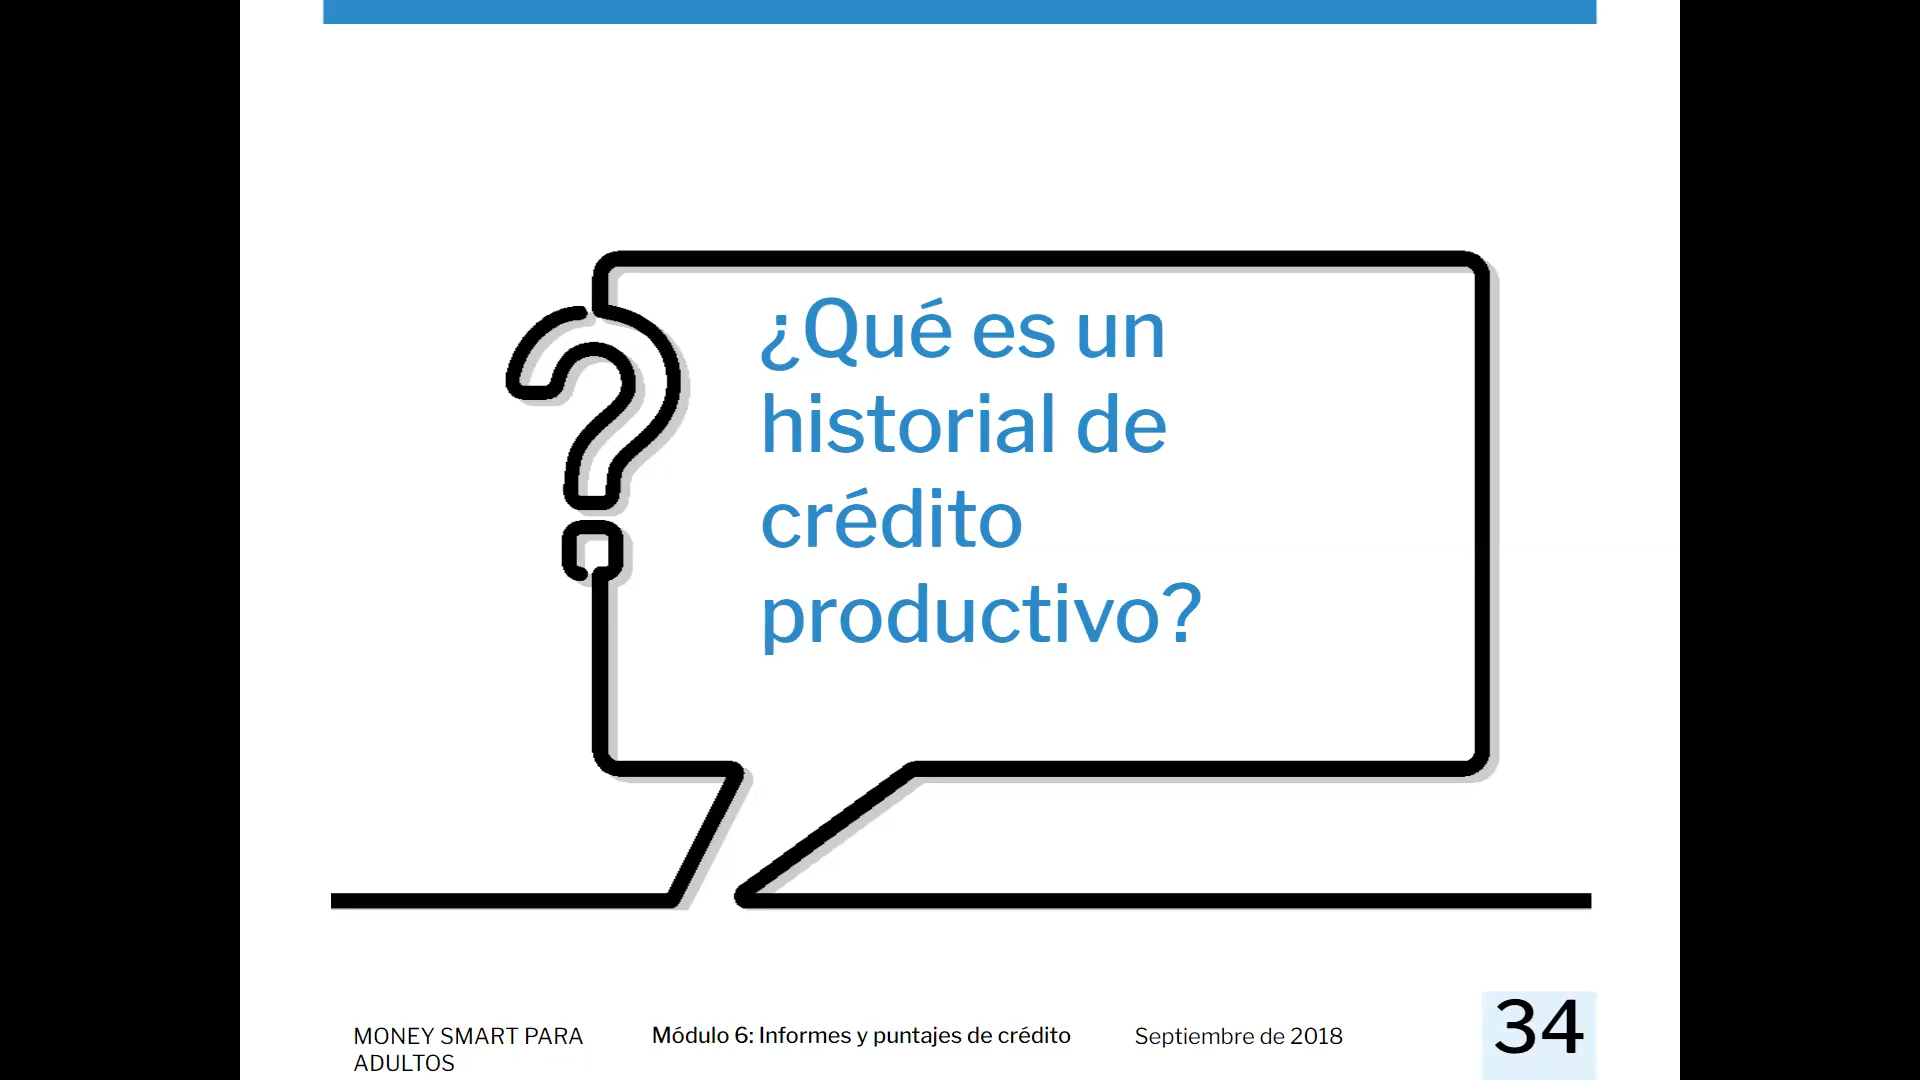 ¿Qué es un
historial de
crédito
productivo?
MONEY SMART PARA
ADULTOS
Módulo 6: Informes y puntajes de crédito
Septiembre de 2018
34